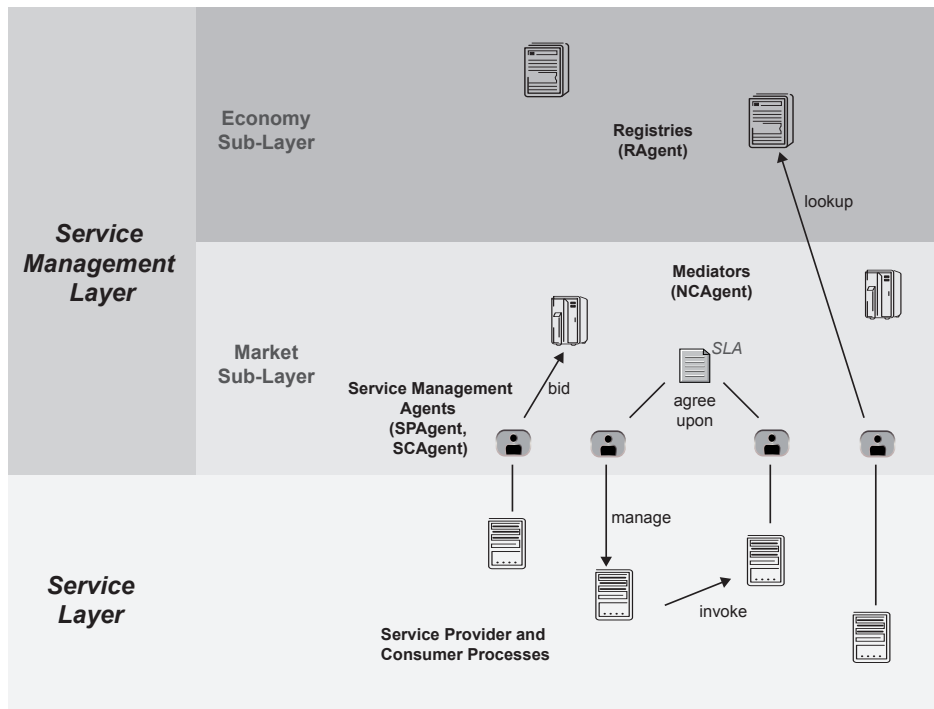 Economy
Sub-Layer
Registries
(RAgent)
lookup
Service
Management
Layer
Mediators
(NCAgent)
Market
Sub-Layer
SLA
bid
Service Management
Agents
(SPAgent,
SCAgent)
agree
upon
manage
Service
Layer
invoke
Service Provider and
Consumer Processes